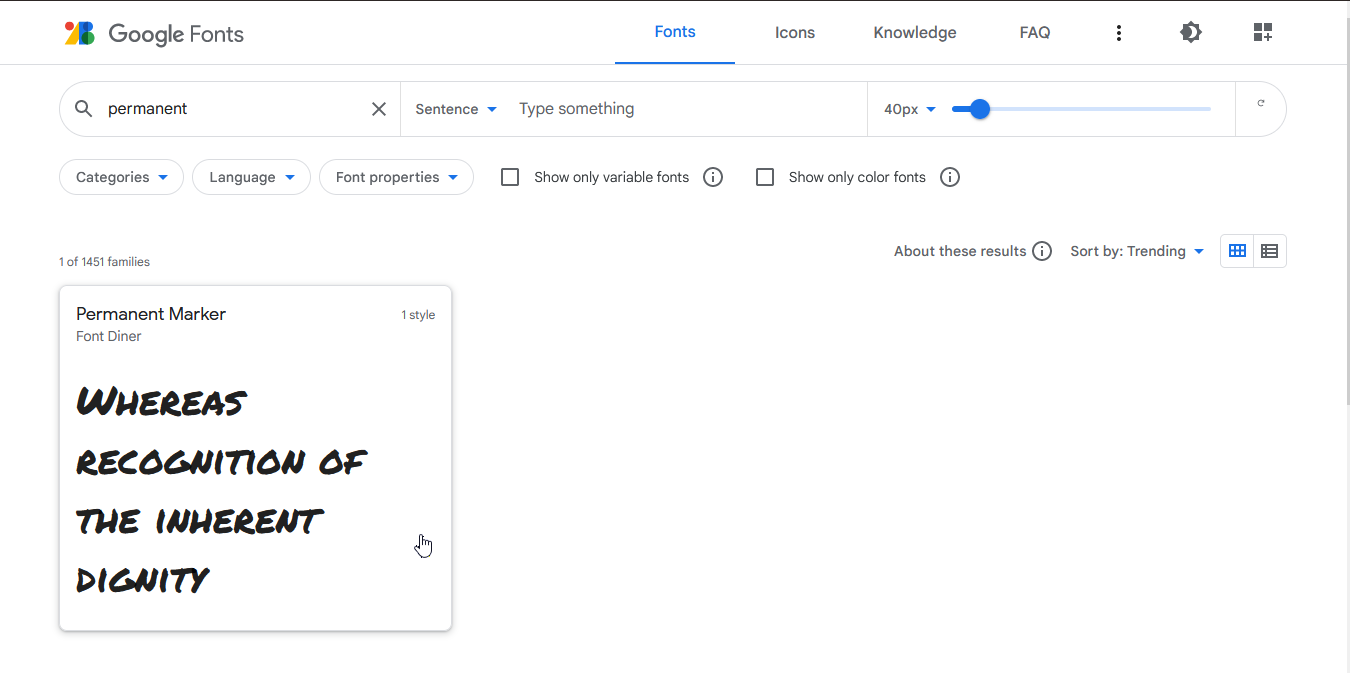 Google Fonts
Fonts
Icons
Knowledge
FAQ
permanent
Sentence
Type something
40px
Categories
Language
Font properties
Show only variable fonts
Show only color fonts
About these results
Sort by: Trending
1 of 1451 families
Permanent Marker
1 style
Font Diner
Whereas
recognition of
the inherent
dignity